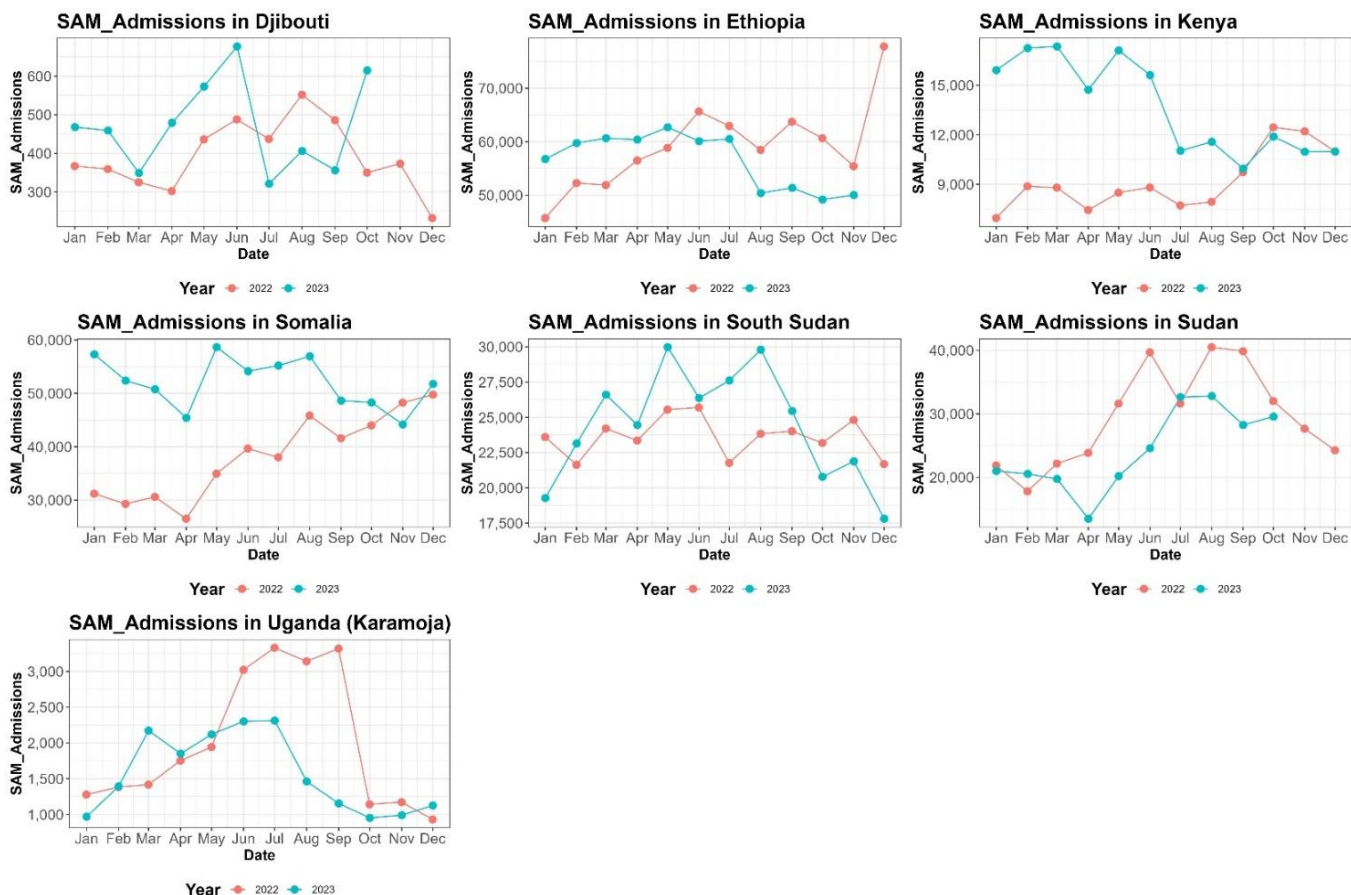 SAM_Admissions in Djibouti
SAM_Admissions
600
500
400
300
Jan Feb Mar Apr May Jun Jul Aug Sep Oct Nov Dec
Date
Year 2022 2023
SAM_Admissions in Ethiopia
SAM_Admissions
70,000
60,000
50,000
Jan Feb Mar Apr May Jun Jul Aug Sep Oct Nov Dec
Date
Year 2022 2023
SAM_Admissions in Kenya
SAM_Admissions
15,000
12,000
9,000
Jan Feb Mar Apr May Jun Jul Aug Sep Oct Nov Dec
Date
Year 2022 2023
SAM_Admissions in Somalia
SAM_Admissions
60,000
50,000
40,000
30,000
Jan Feb Mar Apr May Jun Jul Aug Sep Oct Nov Dec
Date
Year 2022 2023
SAM_Admissions in South Sudan
SAM_Admissions
30,000
27,500
25,000
22,500
20,000
17,500
Jan Feb Mar Apr May Jun Jul Aug Sep Oct Nov Dec
Date
Year 2022 2023
SAM_Admissions in Sudan
SAM_Admissions
40,000
30,000
20,000
Jan Feb Mar Apr May Jun Jul Aug Sep Oct Nov Dec
Date
Year 2022 2023
SAM_Admissions in Uganda (Karamoja)
SAM_Admissions
3,000
2,500
2,000
1,500
1,000
Jan Feb Mar Apr May Jun Jul Aug Sep Oct Nov Dec
Date
Year 2022 2023